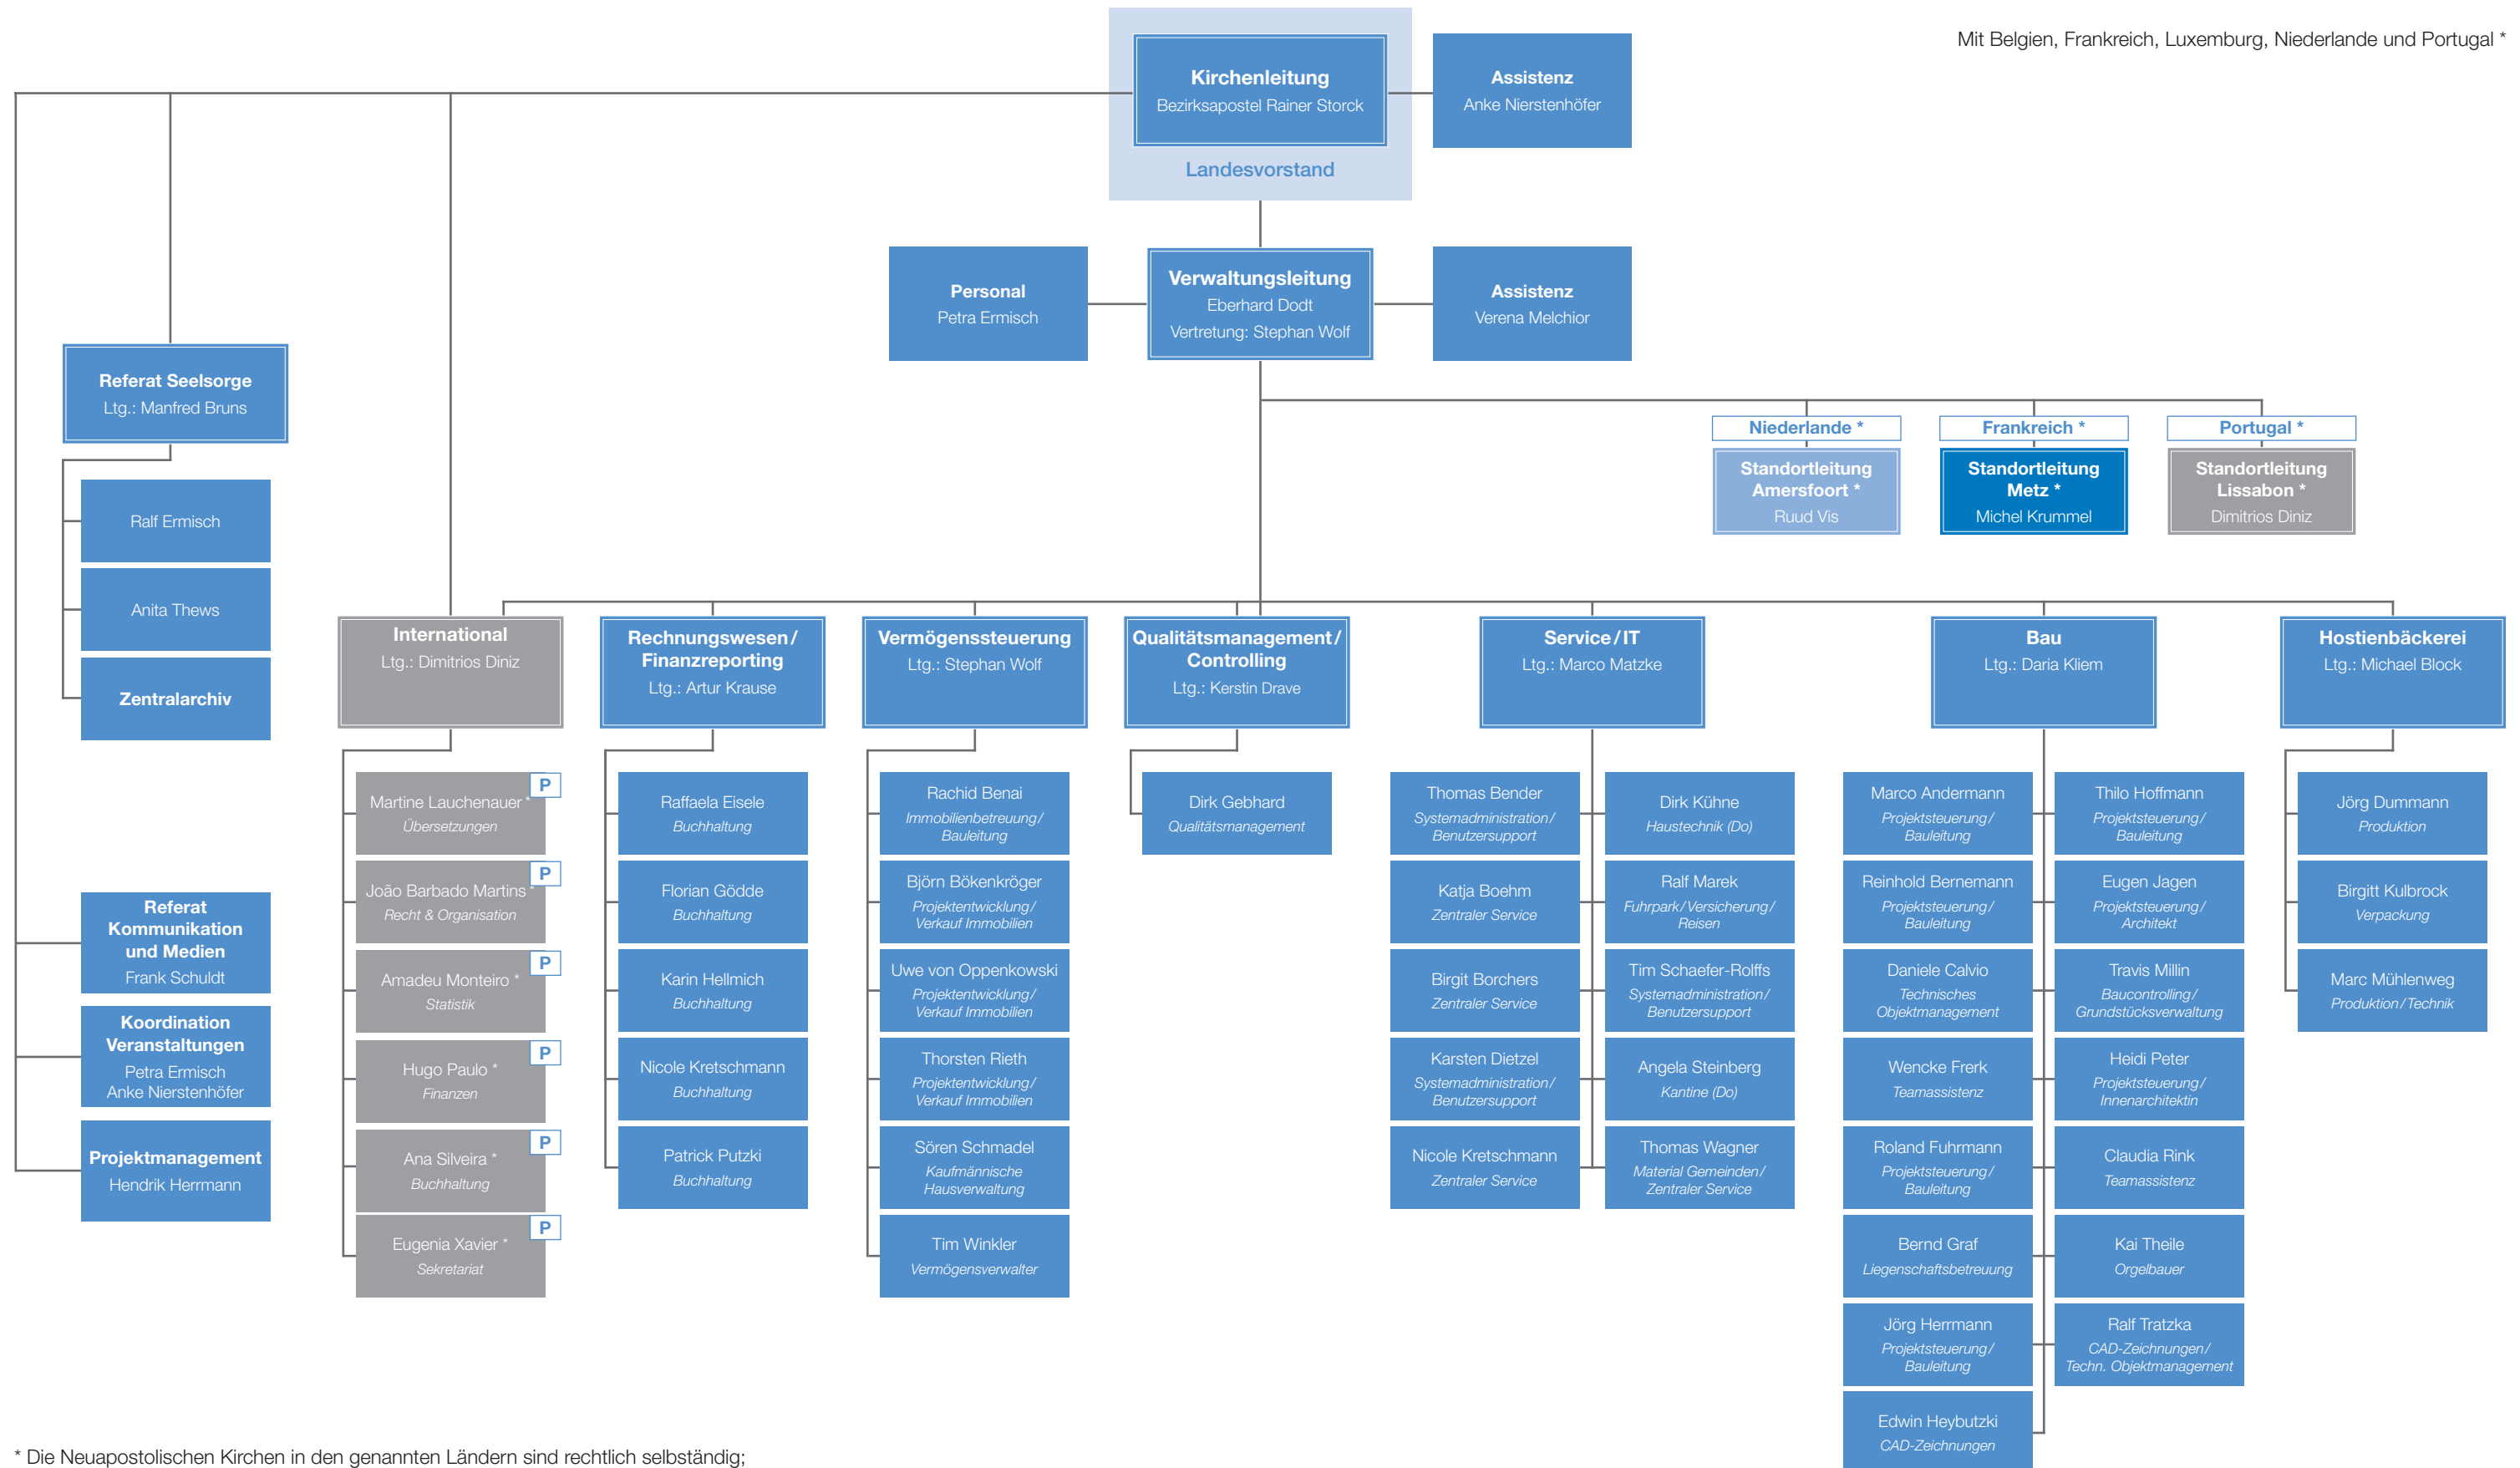 Mit Belgien, Frankreich, Luxemburg, Niederlande und Portugal *
Kirchenleitung
Bezirksapostel Rainer Storck
Landesvorstand
Assistenz
Anke Nierstenhöfer
Personal
Petra Ermisch
Verwaltungsleitung
Eberhard Dodt
Vertretung: Stephan Wolf
Assistenz
Verena Melchior
Referat Seelsorge
Ltg.: Manfred Bruns
Ralf Ermisch
Anita Thews
Zentralarchiv
Referat
Kommunikation
und Medien
Frank Schuldt
Koordination
Veranstaltungen
Petra Ermisch
Anke Nierstenhöfer
Projektmanagement
Hendrik Herrmann
Niederlande *
Standortleitung
Amersfoort *
Ruud Vis
Frankreich *
Standortleitung
Metz *
Michel Krummel
Portugal *
Standortleitung
Lissabon *
Dimitrios Diniz
International
Ltg.: Dimitrios Diniz
P
Martine Lauchenauer *
Übersetzungen
P
João Barbado Martins *
Recht & Organisation
P
Amadeu Monteiro *
Statistik
P
Hugo Paulo *
Finanzen
P
Ana Silveira *
Buchhaltung
P
Eugenia Xavier *
Sekretariat
Rechnungswesen /
Finanzreporting
Ltg.: Artur Krause
Raffaela Eisele
Buchhaltung
Florian Gödde
Buchhaltung
Karin Hellmich
Buchhaltung
Nicole Kretschmann
Buchhaltung
Patrick Putzki
Buchhaltung
Vermögenssteuerung
Ltg.: Stephan Wolf
Rachid Benai
Immobilienbetreuung /
Bauleitung
Björn Bökenkröger
Projektentwicklung /
Verkauf Immobilien
Uwe von Oppenkowski
Projektentwicklung /
Verkauf Immobilien
Thorsten Rieth
Projektentwicklung /
Verkauf Immobilien
Sören Schmadel
Kaufmännische
Hausverwaltung
Tim Winkler
Vermögensverwalter
Qualitätsmanagement /
Controlling
Ltg.: Kerstin Drave
Dirk Gebhard
Qualitätsmanagement
Service / IT
Ltg.: Marco Matzke
Thomas Bender
Systemadministration /
Benutzersupport
Katja Boehm
Zentraler Service
Birgit Borchers
Zentraler Service
Karsten Dietzel
Systemadministration /
Benutzersupport
Nicole Kretschmann
Zentraler Service
Dirk Kühne
Haustechnik (Do)
Ralf Marek
Fuhrpark / Versicherung /
Reisen
Tim Schaefer-Rolffs
Systemadministration /
Benutzersupport
Angela Steinberg
Kantine (Do)
Thomas Wagner
Material Gemeinden /
Zentraler Service
Bau
Ltg.: Daria Kliem
Marco Andermann
Projektsteuerung /
Bauleitung
Reinhold Bernemann
Projektsteuerung /
Bauleitung
Daniele Calvio
Technisches
Objektmanagement
Wencke Frerk
Teamassistenz
Roland Fuhrmann
Projektsteuerung /
Bauleitung
Bernd Graf
Liegenschaftsbetreuung
Jörg Herrmann
Projektsteuerung /
Bauleitung
Edwin Heybutzki
CAD-Zeichnungen
Thilo Hoffmann
Projektsteuerung /
Bauleitung
Eugen Jagen
Projektsteuerung /
Architekt
Travis Millin
Baucontrolling /
Grundstücksverwaltung
Heidi Peter
Projektsteuerung /
Innenarchitektin
Claudia Rink
Teamassistenz
Kai Theile
Orgelbauer
Ralf Tratzka
CAD-Zeichnungen /
Techn. Objektmanagement
Hostienbäckerei
Ltg.: Michael Block
Jörg Dummann
Produktion
Birgitt Kulbrock
Verpackung
Marc Mühlenweg
Produktion / Technik
* Die Neuapostolischen Kirchen in den genannten Ländern sind rechtlich selbständig;